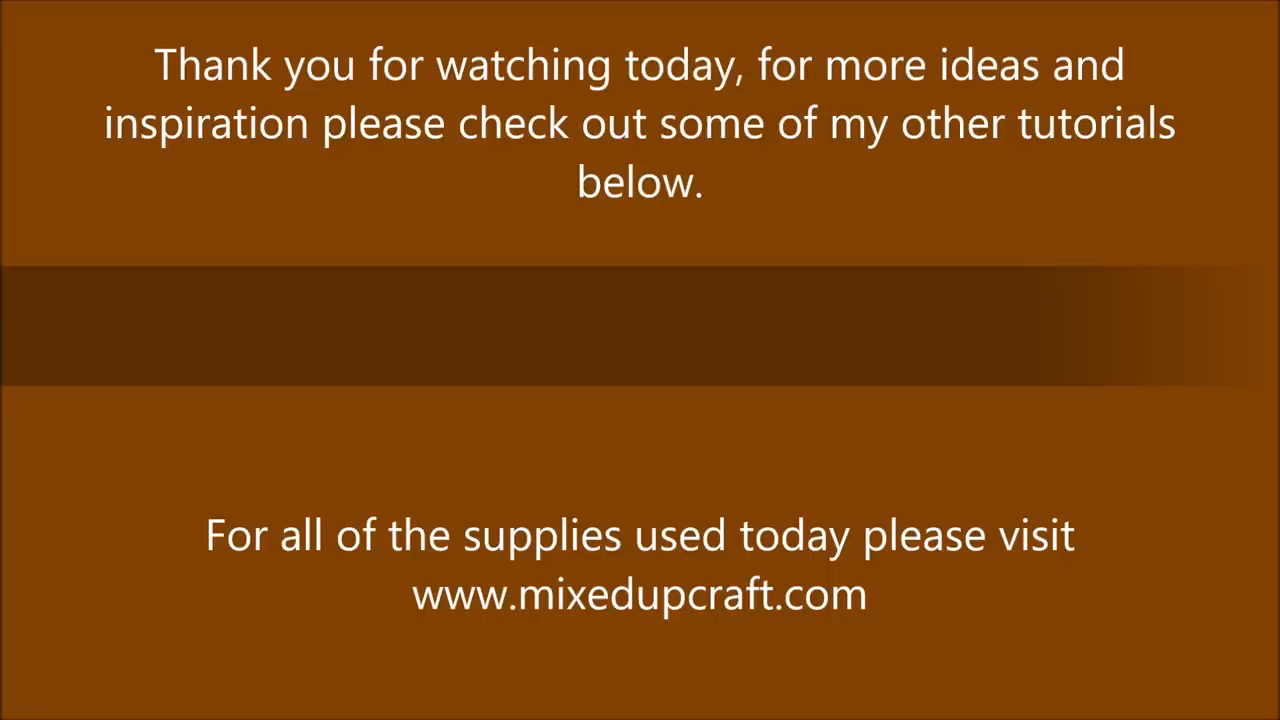 Thank you for watching today, for more ideas and
inspiration please check out some of my other tutorials
below.
For all of the supplies used today please visit
www.mixedupcraft.com